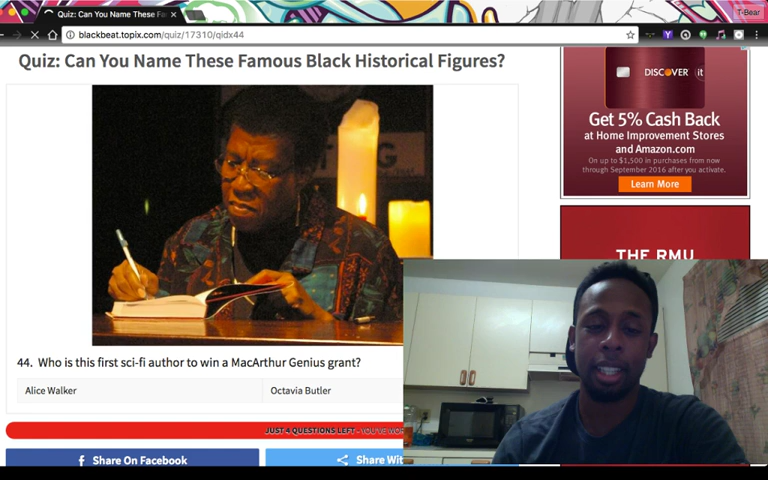 Quiz: Can You Name These Fa
T-Bear
blackbeat.topix.com/quiz/17310/qidx44
Quiz: Can You Name These Famous Black Historical Figures?
DISCOVER it
Get 5% Cash Back
at Home Improvement Stores
and Amazon.com
On up to $1,500 in purchases from now
through September 2016 after you activate.
Learn More
THE RMU
44. Who is this first sci-fi author to win a MacArthur Genius grant?
Alice Walker
Octavia Butler
JUST 4 QUESTIONS LEFT - YOU'VE WOR
Share On Facebook
Share Wit